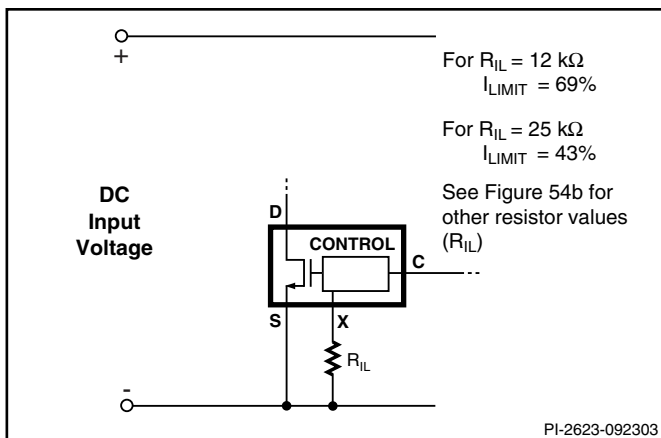 +
For R_IL = 12 kΩ
I_LIMIT = 69%
For R_IL = 25 kΩ
I_LIMIT = 43%
See Figure 54b for
other resistor values
(R_IL)
DC
Input
Voltage
D
CONTROL
C
S
X
R_IL
-
PI-2623-092303